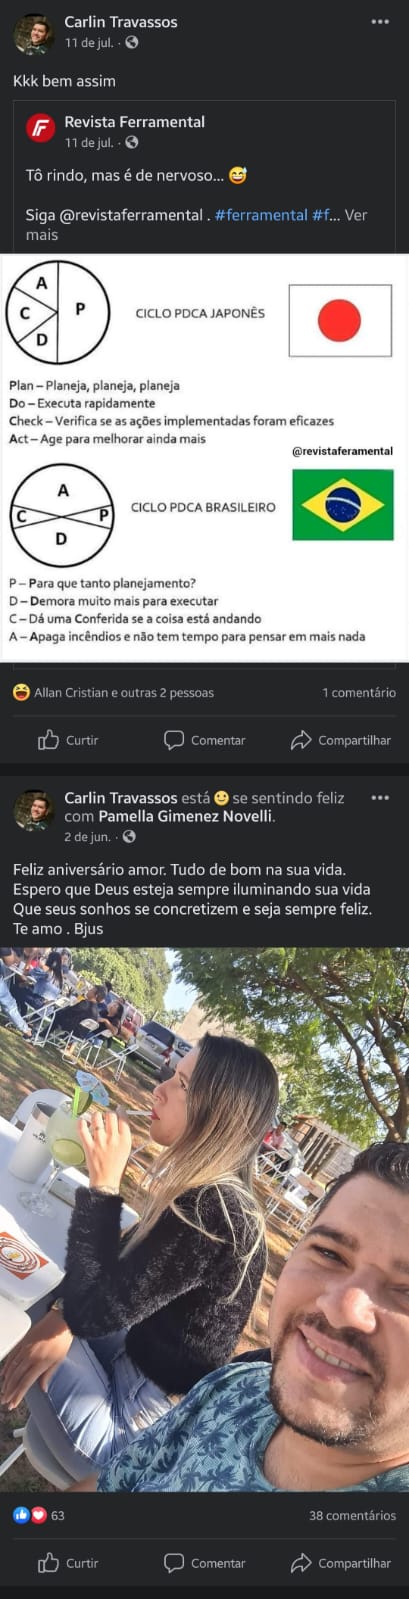 Carlin Travassos
11 de jul. ·
Kkk bem assim
Revista Ferramental
11 de jul. ·
Tô rindo, mas é de nervoso... 😅
Siga @revistaferramental . #ferramental #f... Ver
mais
A
C
P
D
CICLO PDCA JAPONÊS
Plan – Planeja, planeja, planeja
Do – Executa rapidamente
Check – Verifica se as ações implementadas foram eficazes
Act – Age para melhorar ainda mais
@revistaferamental
A
C
P
D
CICLO PDCA BRASILEIRO
P – Para que tanto planejamento?
D – Demora muito mais para executar
C – Dá uma Conferida se a coisa está andando
A – Apaga incêndios e não tem tempo para pensar em mais nada
Allan Cristian e outras 2 pessoas
1 comentário
Curtir
Comentar
Compartilhar
Carlin Travassos está 🙂 se sentindo feliz
com Pamella Gimenez Novelli.
2 de jun. ·
Feliz aniversário amor. Tudo de bom na sua vida.
Espero que Deus esteja sempre iluminando sua vida
Que seus sonhos se concretizem e seja sempre feliz.
Te amo . Bjus
63
38 comentários
Curtir
Comentar
Compartilhar